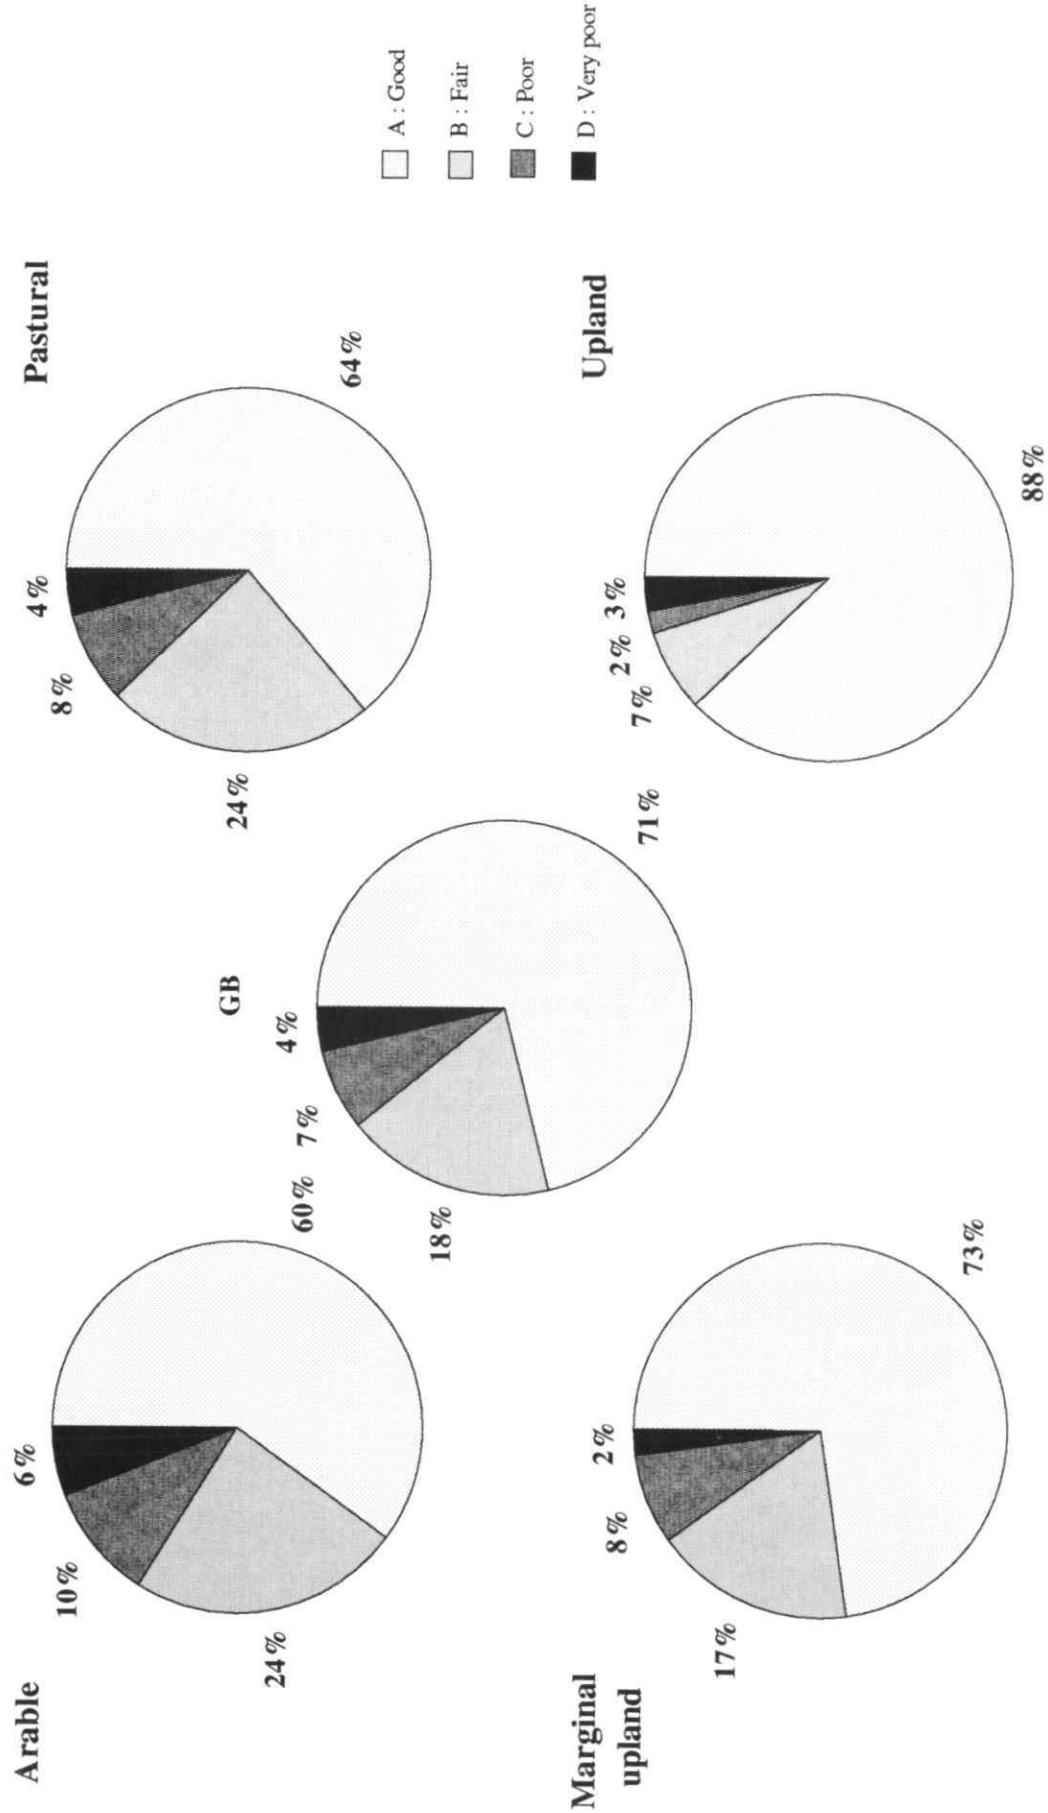 Arable
6%
10%
24%
60%
Pastural
4%
8%
24%
64%
GB
4%
7%
18%
71%
Marginal
upland
2%
8%
17%
73%
Upland
3%
2%
7%
88%
A : Good
B : Fair
C : Poor
D : Very poor